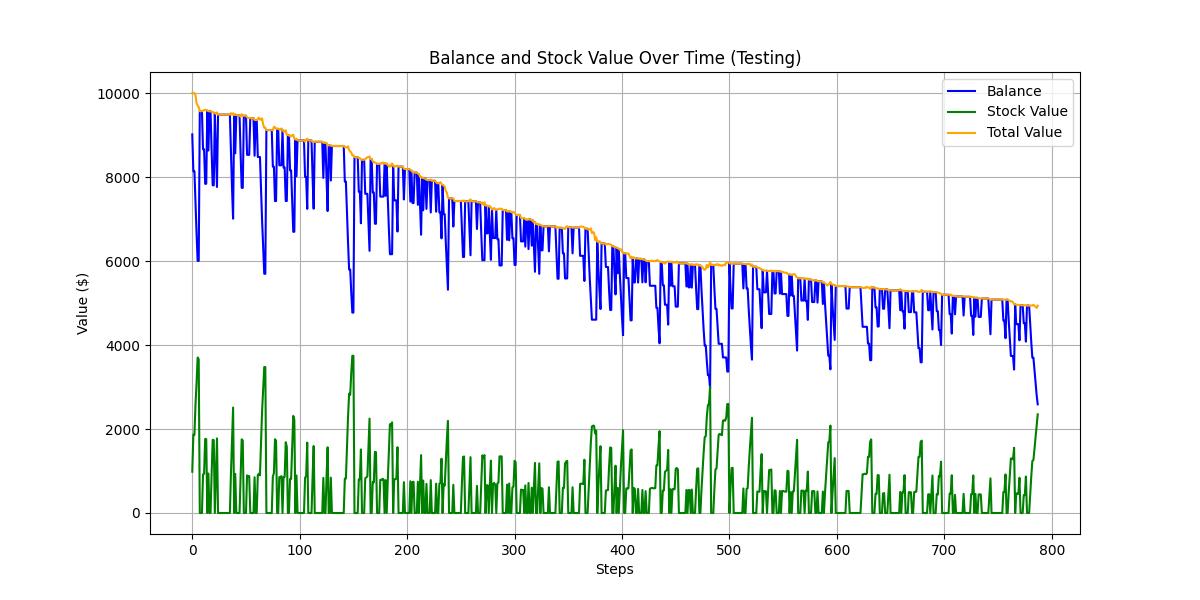 Balance and Stock Value Over Time (Testing)
Balance
Stock Value
Total Value
Value ($)
10000
8000
6000
4000
2000
0
0 100 200 300 400 500 600 700 800
Steps